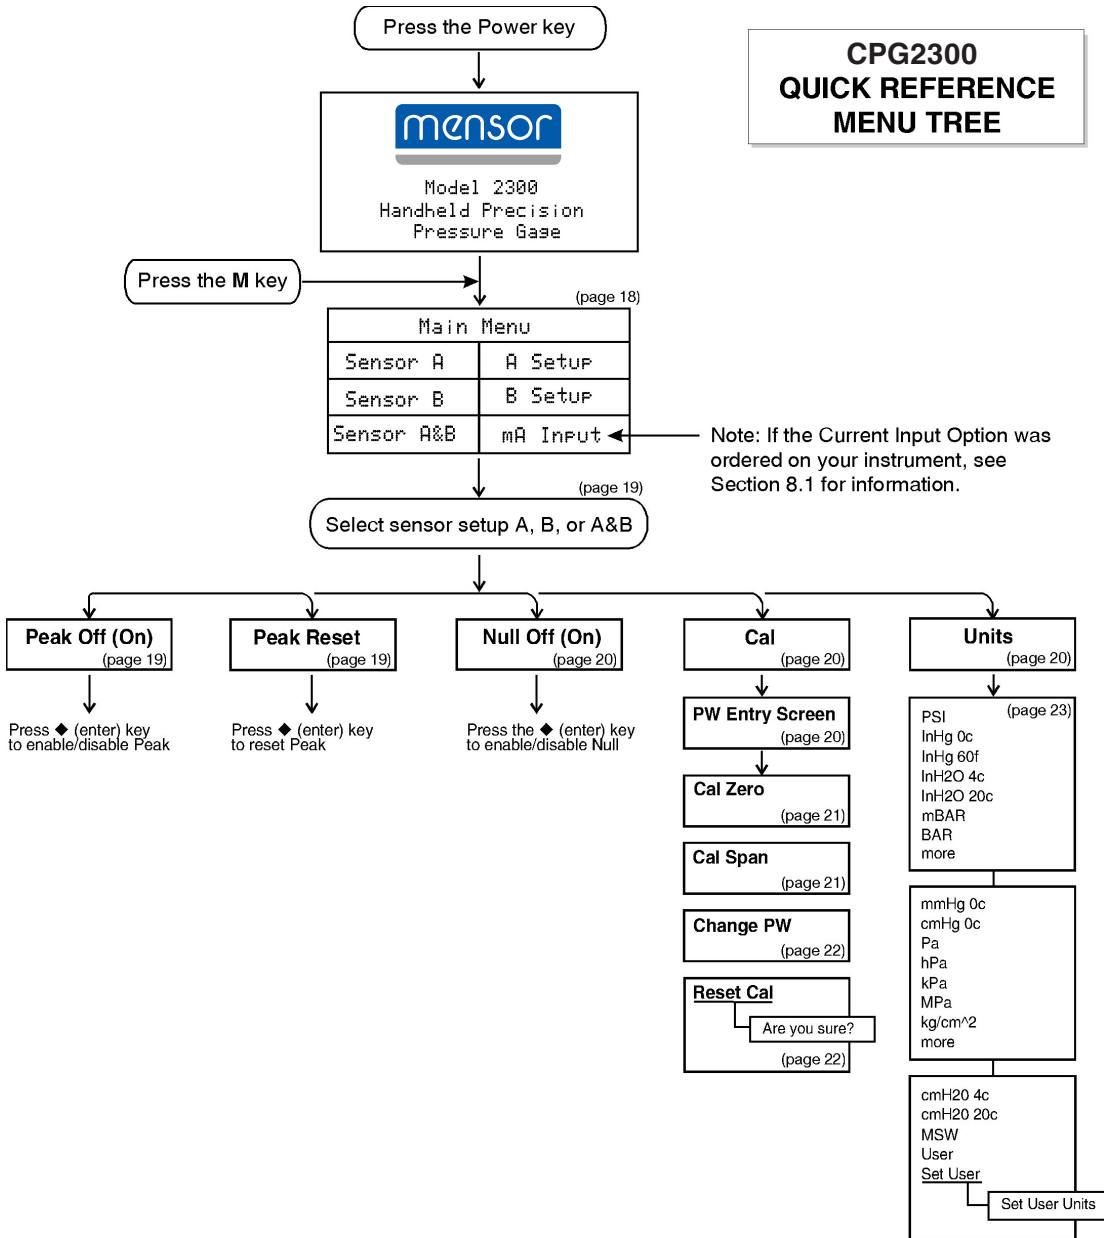 Press the Power key
CPG2300
QUICK REFERENCE
MENU TREE
mensor
Model 2300
Handheld Precision
Pressure Gage
Press the M key
(page 18)
Main Menu
Sensor A
A Setup
Sensor B
B Setup
Sensor A&B
mA Input
Note: If the Current Input Option was
ordered on your instrument, see
Section 8.1 for information.
(page 19)
Select sensor setup A, B, or A&B
Peak Off (On)
(page 19)
Press ◆ (enter) key
to enable/disable Peak
Peak Reset
(page 19)
Press ◆ (enter) key
to reset Peak
Null Off (On)
(page 20)
Press the ◆ (enter) key
to enable/disable Null
Cal
(page 20)
PW Entry Screen
(page 20)
Cal Zero
(page 21)
Cal Span
(page 21)
Change PW
(page 22)
Reset Cal
Are you sure?
(page 22)
Units
(page 20)
(page 23)
PSI
InHg 0c
InHg 60f
InH2O 4c
InH2O 20c
mBAR
BAR
more
mmHg 0c
cmHg 0c
Pa
hPa
kPa
MPa
kg/cm^2
more
cmH20 4c
cmH20 20c
MSW
User
Set User
Set User Units